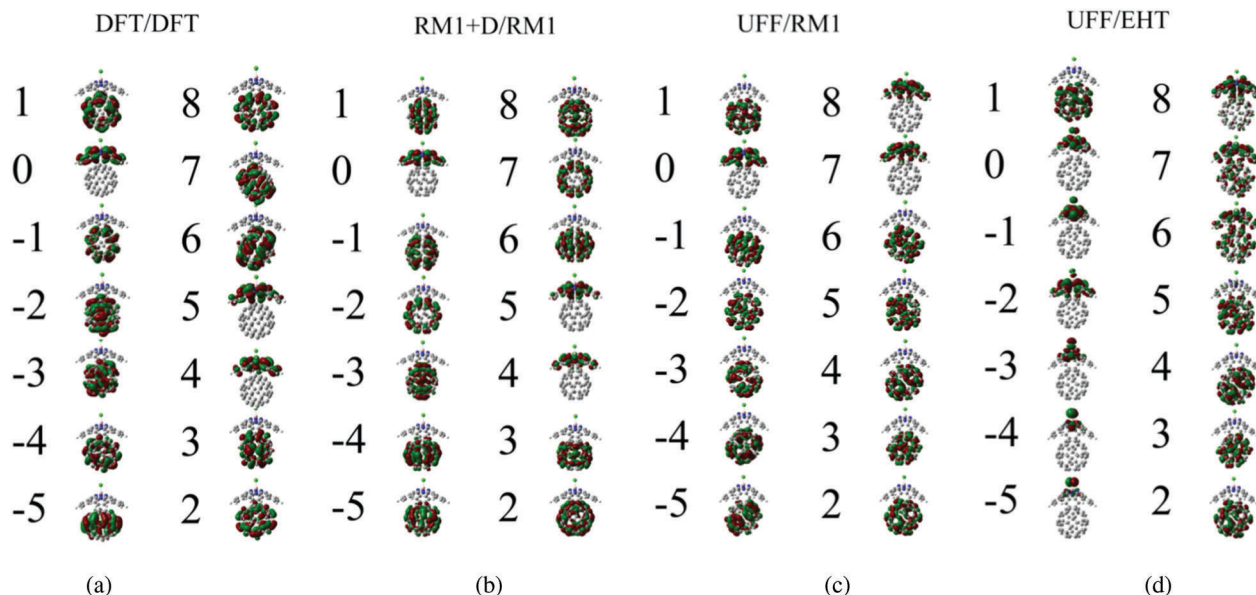 DFT/DFT RM1+D/RM1 UFF/RM1 UFF/EHT
1 8 1 8 1 8 1 8
0 7 0 7 0 7 0 7
-1 6 -1 6 -1 6 -1 6
-2 5 -2 5 -2 5 -2 5
-3 4 -3 4 -3 4 -3 4
-4 3 -4 3 -4 3 -4 3
-5 2 -5 2 -5 2 -5 2
(a) (b) (c) (d)